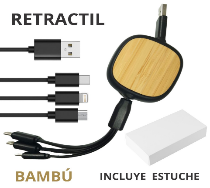 RETRACTIL
BAMBÚ
INCLUYE ESTUCHE